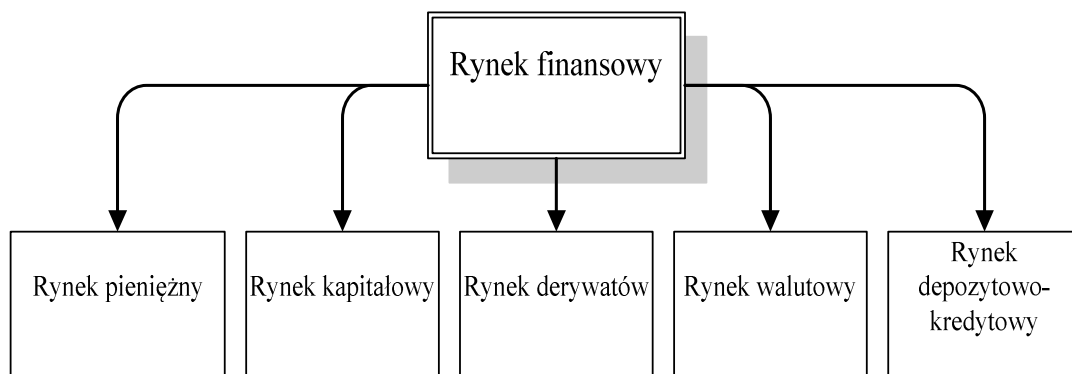 Rynek finansowy
Rynek pieniężny
Rynek kapitałowy
Rynek derywatów
Rynek walutowy
Rynek
depozytowo-
kredytowy